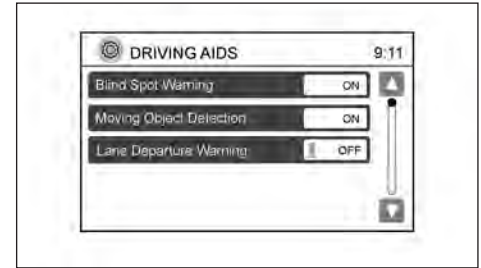 DRIVING AIDS 9:11
Blind Spot Warning ON
Moving Object Detection ON
Lane Departure Warning OFF